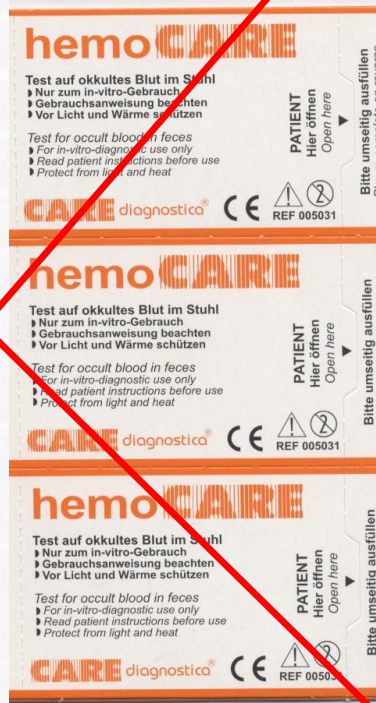 hemoCARE
Test auf okkultes Blut im Stuhl
Nur zum in-vitro-Gebrauch
Gebrauchsanweisung beachten
Vor Licht und Wärme schützen
Test for occult blood in feces
For in-vitro-diagnostic use only
Read patient instructions before use
Protect from light and heat
CARE diagnostica®
CE
2
REF 005031
PATIENT
Hier öffnen
Open here
Bitte umseitig ausfüllen
hemoCARE
Test auf okkultes Blut im Stuhl
Nur zum in-vitro-Gebrauch
Gebrauchsanweisung beachten
Vor Licht und Wärme schützen
Test for occult blood in feces
For in-vitro-diagnostic use only
Read patient instructions before use
Protect from light and heat
CARE diagnostica®
CE
2
REF 005031
PATIENT
Hier öffnen
Open here
Bitte umseitig ausfüllen
hemoCARE
Test auf okkultes Blut im Stuhl
Nur zum in-vitro-Gebrauch
Gebrauchsanweisung beachten
Vor Licht und Wärme schützen
Test for occult blood in feces
For in-vitro-diagnostic use only
Read patient instructions before use
Protect from light and heat
CARE diagnostica®
CE
2
REF 005031
PATIENT
Hier öffnen
Open here
Bitte umseitig ausfüllen